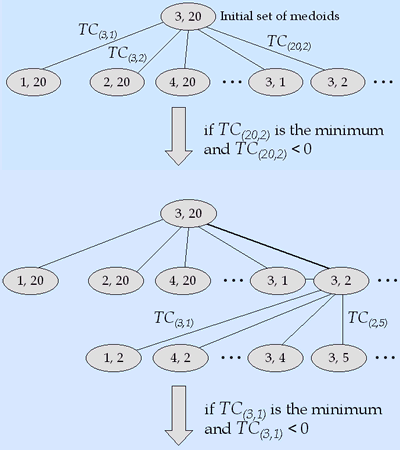 3, 20 Initial set of medoids
TC(3,1)
TC(3,2)
TC(20,2)
1, 20 2, 20 4, 20 ••• 3, 1 3, 2 •••
if TC(20,2) is the minimum
and TC(20,2) < 0
3, 20
1, 20 2, 20 4, 20 ••• 3, 1 3, 2 •••
TC(3,1)
TC(2,5)
1, 2 4, 2 ••• 3, 4 3, 5 •••
if TC(3,1) is the minimum
and TC(3,1) < 0